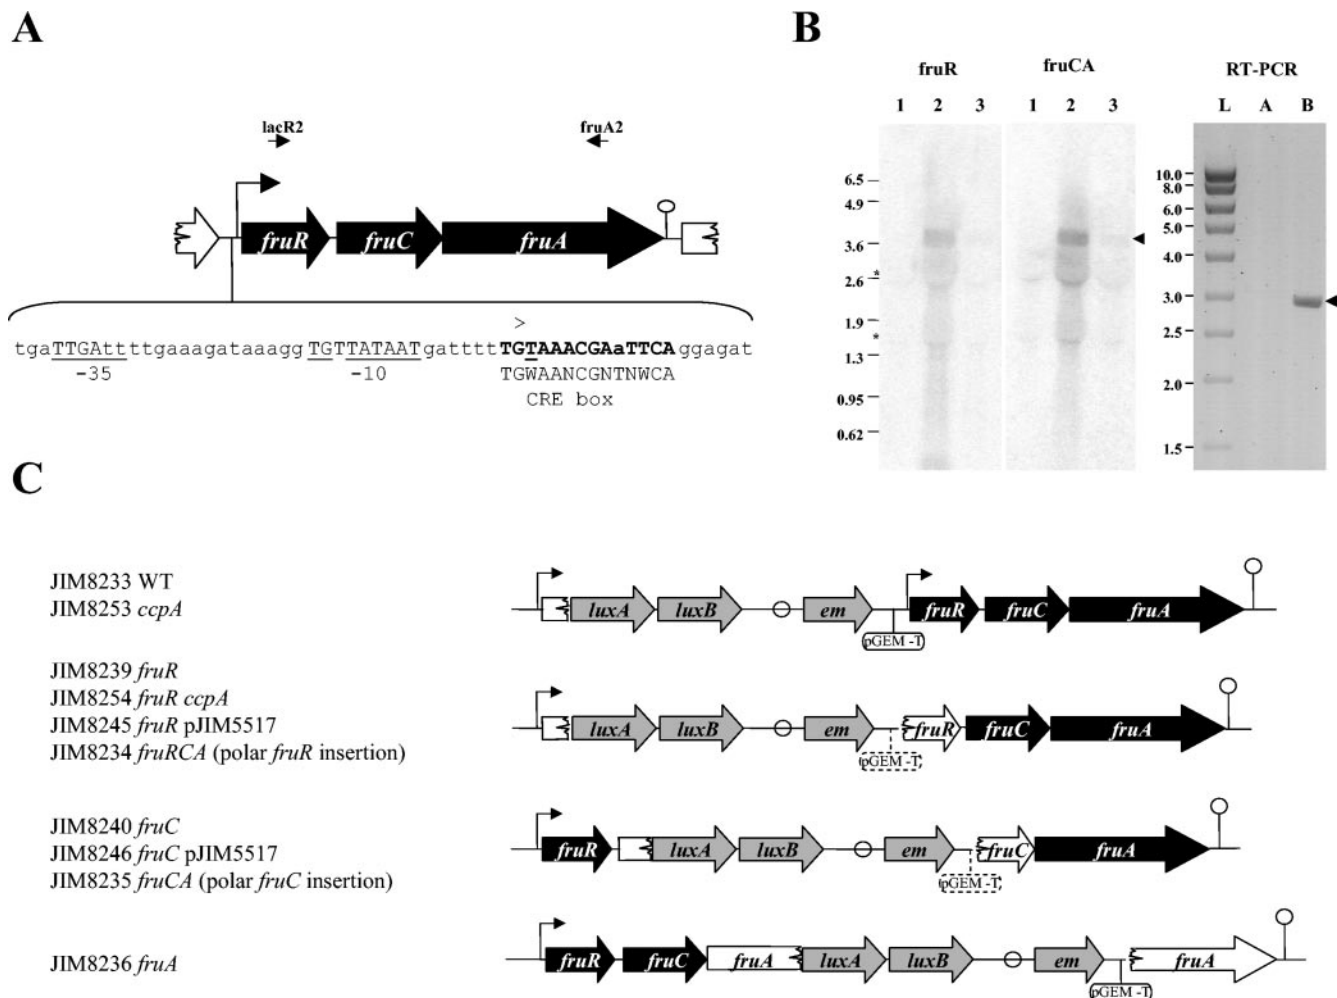 A
lacR2
fruA2
fruR
fruC
fruA
>
tgaTTGAttttgaaagataaaggTGTTATAATgattttTGTAAACGAaTTCAggagat
-35
-10
TGWAANCGNTNWCA
CRE box
B
fruR
fruCA
RT-PCR
1 2 3 1 2 3
L A B
6.5
4.9
3.6
*
2.6
1.9
*
1.3
0.95
0.62
10.0
8.0
6.0
5.0
4.0
3.0
2.5
2.0
1.5
C
JIM8233 WT
JIM8253 ccpA
luxA luxB em fruR fruC fruA
pGEM -T
JIM8239 fruR
JIM8254 fruR ccpA
JIM8245 fruR pJIM5517
JIM8234 fruRCA (polar fruR insertion)
luxA luxB em fruR fruC fruA
pGEM -T
JIM8240 fruC
JIM8246 fruC pJIM5517
JIM8235 fruCA (polar fruC insertion)
fruR luxA luxB em fruC fruA
pGEM -T
JIM8236 fruA
fruR fruC fruA luxA luxB em fruA
pGEM -T